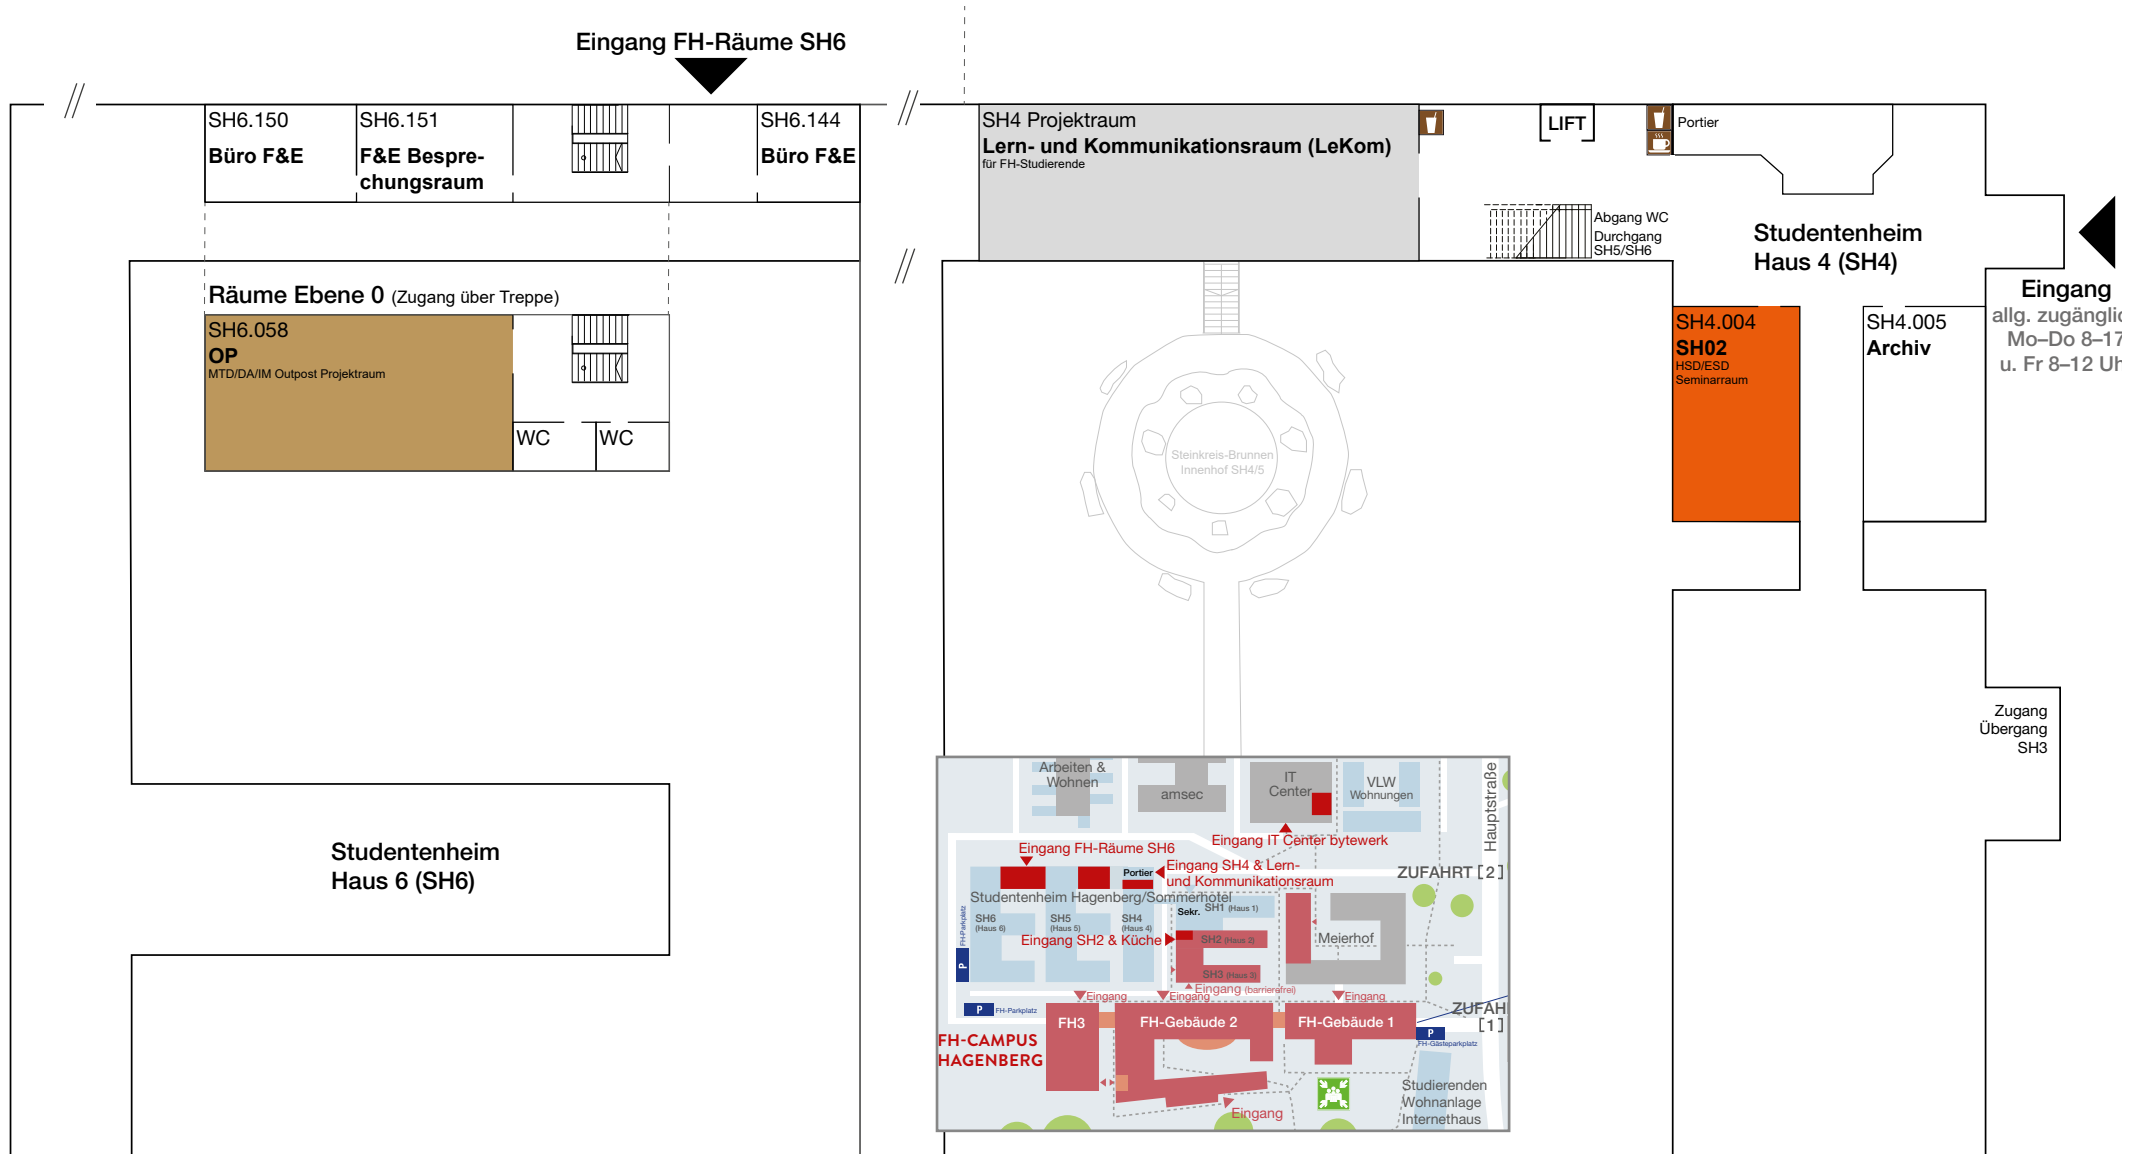 Eingang FH-Räume SH6
SH6.150
Büro F&E
SH6.151
F&E Bespre-
chungsraum
SH6.144
Büro F&E
SH4 Projektraum
Lern- und Kommunikationsraum (LeKom)
für FH-Studierende
LIFT
Portier
Abgang WC
Durchgang
SH5/SH6
Studentenheim
Haus 4 (SH4)
Eingang
allg. zugänglic
Mo–Do 8–17
u. Fr 8–12 Uh
Räume Ebene 0 (Zugang über Treppe)
SH6.058
OP
MTD/DA/IM Outpost Projektraum
WC
WC
Steinkreis-Brunnen
Innenhof SH4/5
SH4.004
SH02
HSD/ESD
Seminarraum
SH4.005
Archiv
Zugang
Übergang
SH3
Studentenheim
Haus 6 (SH6)
Arbeiten &
Wohnen
amsec
IT
Center
VLW
Wohnungen
Hauptstraße
Eingang IT Center bytewerk
Eingang FH-Räume SH6
Portier
Eingang SH4 & Lern-
und Kommunikationsraum
ZUFAHRT [2]
Studentenheim Hagenberg/Sommerhotel
SH6
(Haus 6)
SH5
(Haus 5)
SH4
(Haus 4)
Sekr.
SH1 (Haus 1)
Eingang SH2 & Küche
SH2 (Haus 2)
SH3 (Haus 3)
Meierhof
FH-Parkplatz
P
Eingang (barrierefrei)
Eingang
Eingang
Eingang
P
FH-Parkplatz
FH3
FH-Gebäude 2
FH-Gebäude 1
ZUFAH
[1]
P
FH-Gästeparkplatz
FH-CAMPUS
HAGENBERG
Eingang
Studierenden
Wohnanlage
Internethaus